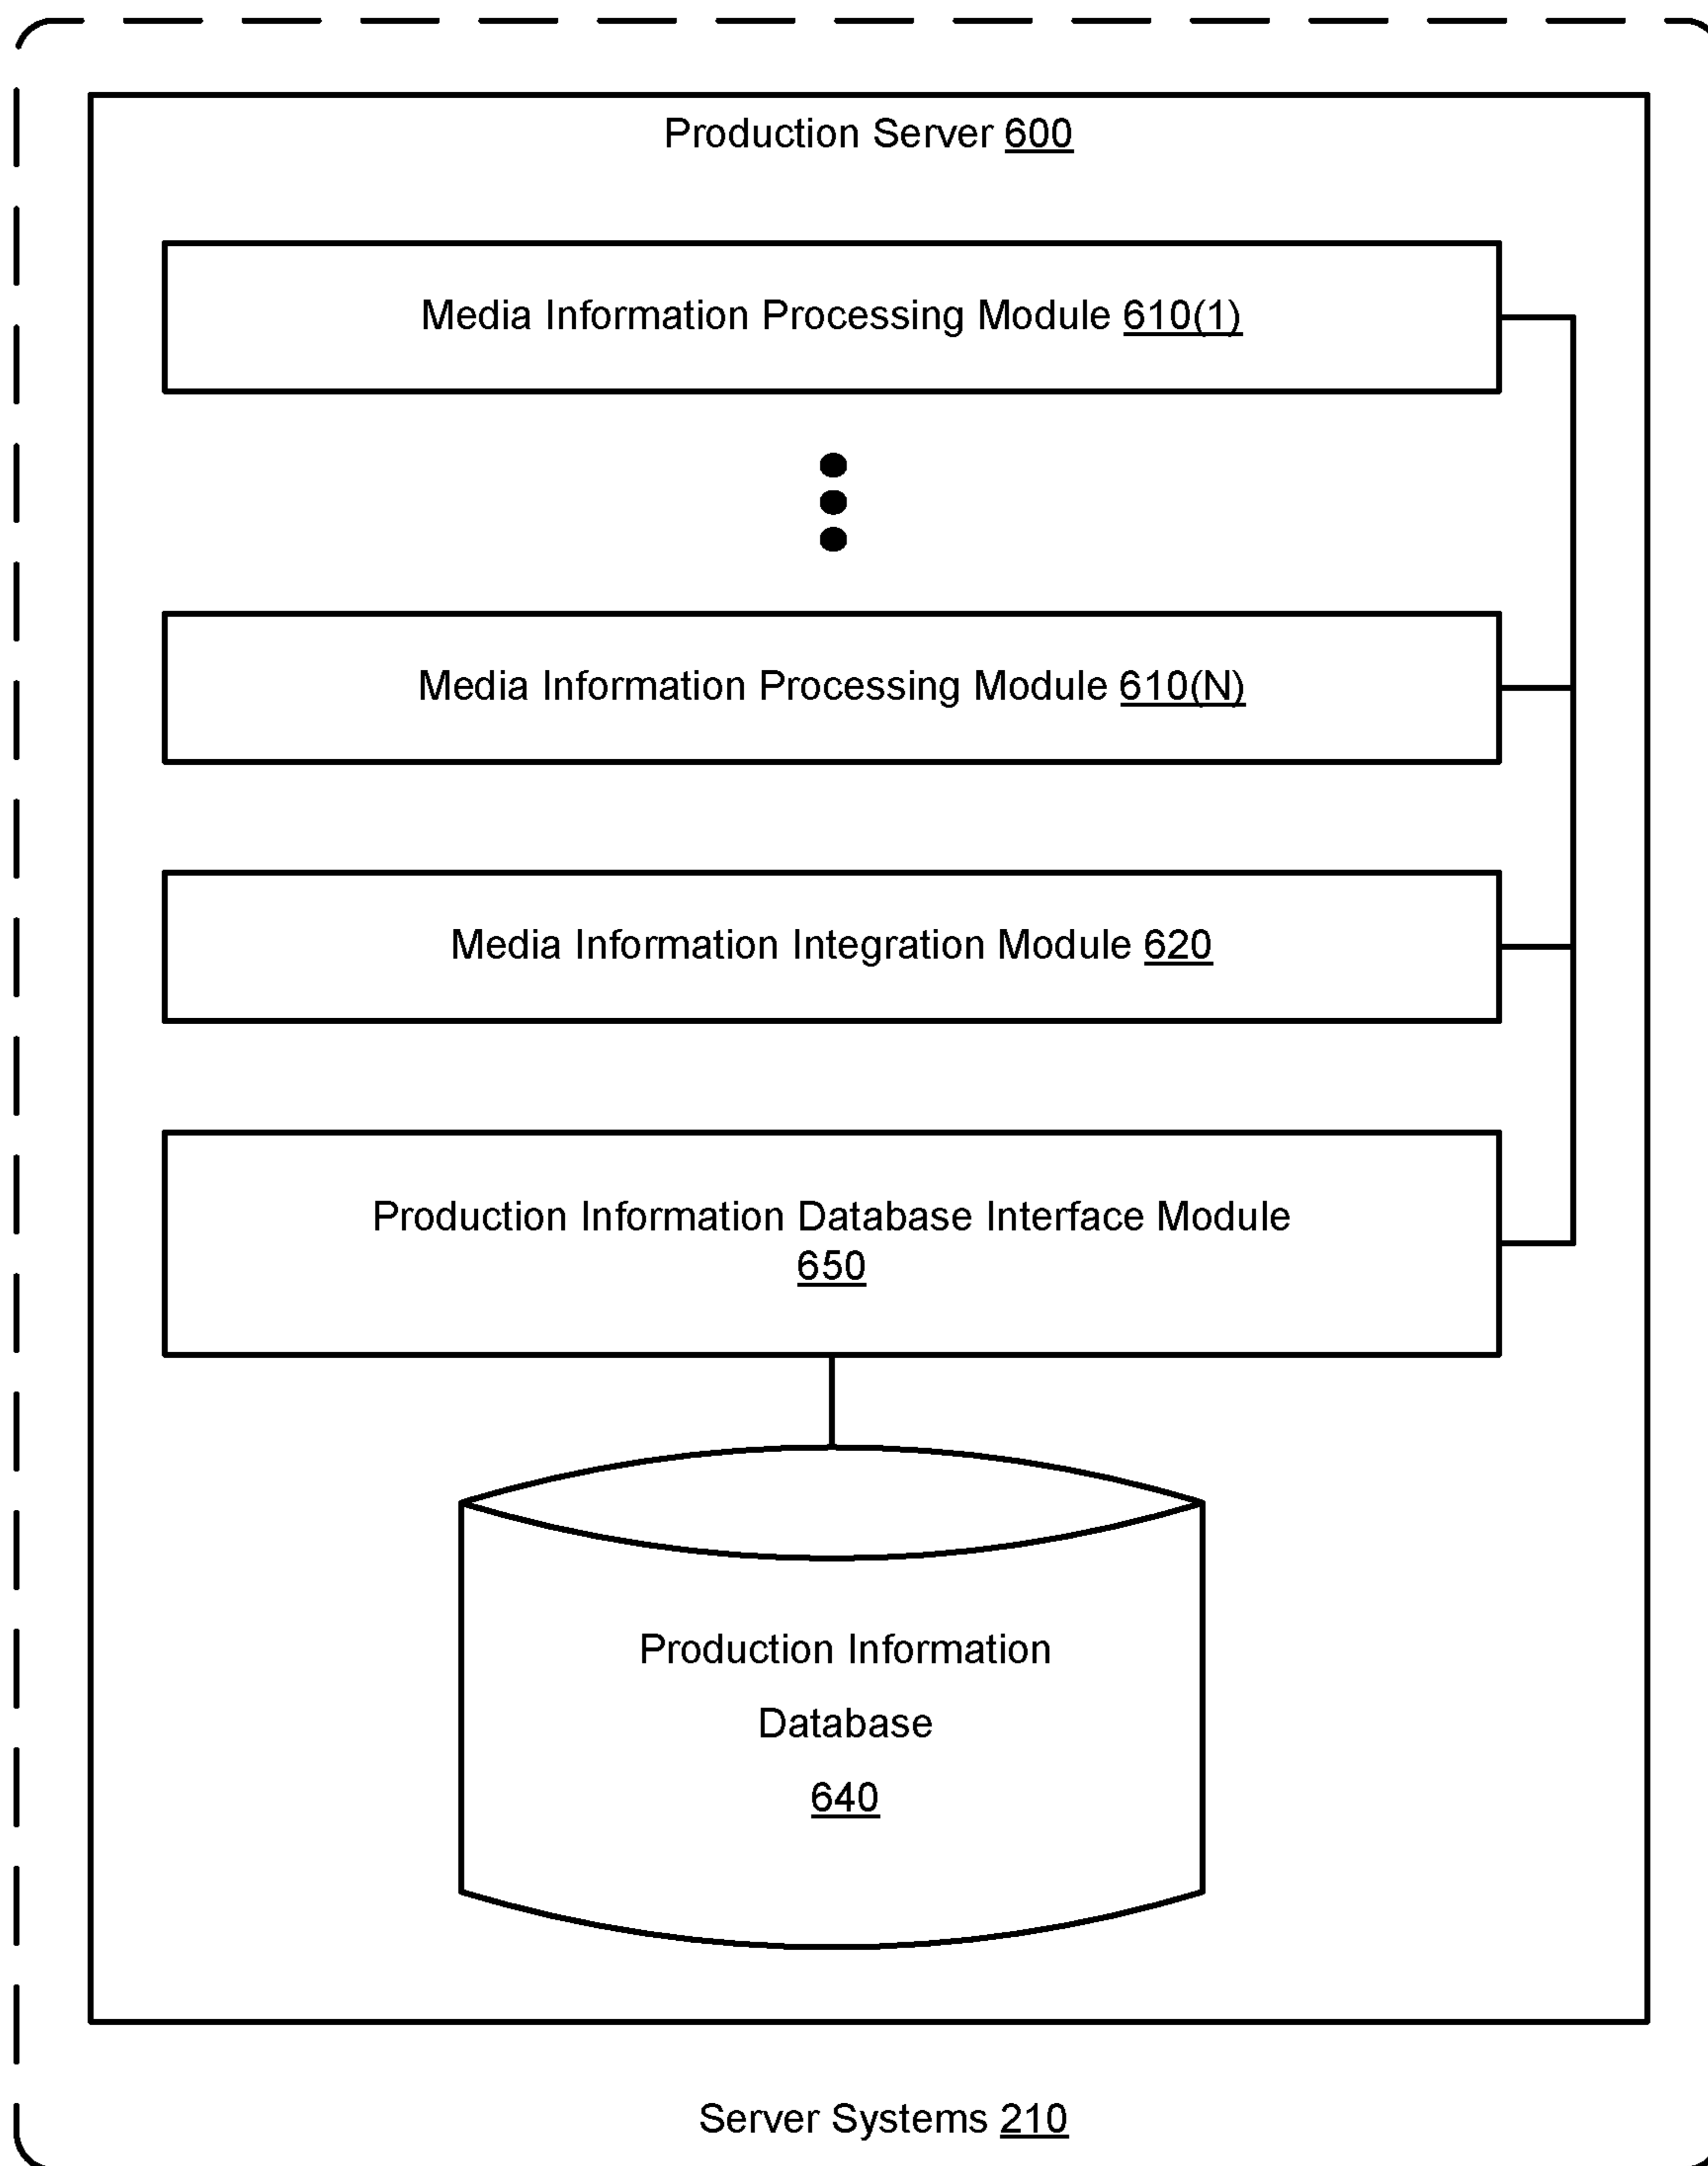 Production Server 600
Media Information Processing Module 610(1)
Media Information Processing Module 610(N)
Media Information Integration Module 620
Production Information Database Interface Module
650
Production Information
Database
640
Server Systems 210